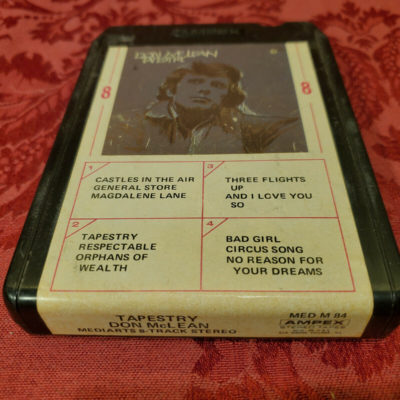 DON McLEAN
TAPESTRY
8
8
1
CASTLES IN THE AIR
GENERAL STORE
MAGDALENE LANE
3
THREE FLIGHTS
UP
AND I LOVE YOU
SO
2
TAPESTRY
RESPECTABLE
ORPHANS OF
WEALTH
4
BAD GIRL
CIRCUS SONG
NO REASON FOR
YOUR DREAMS
TAPESTRY
DON McLEAN
MEDIARTS 8-TRACK STEREO
MED M 84
AMPEX